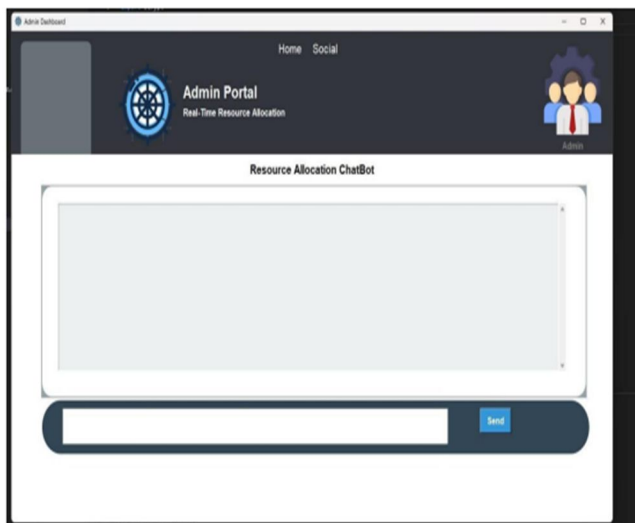 Admin Dashboard
Home Social
Admin Portal
Real-Time Resource Allocation
Admin
Resource Allocation ChatBot
Send